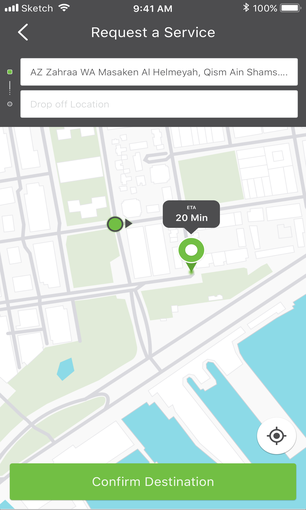 Sketch 9:41 AM 100%
Request a Service
AZ Zahraa WA Masaken Al Helmeyah, Qism Ain Shams....
Drop off Location
ETA
20 Min
Confirm Destination